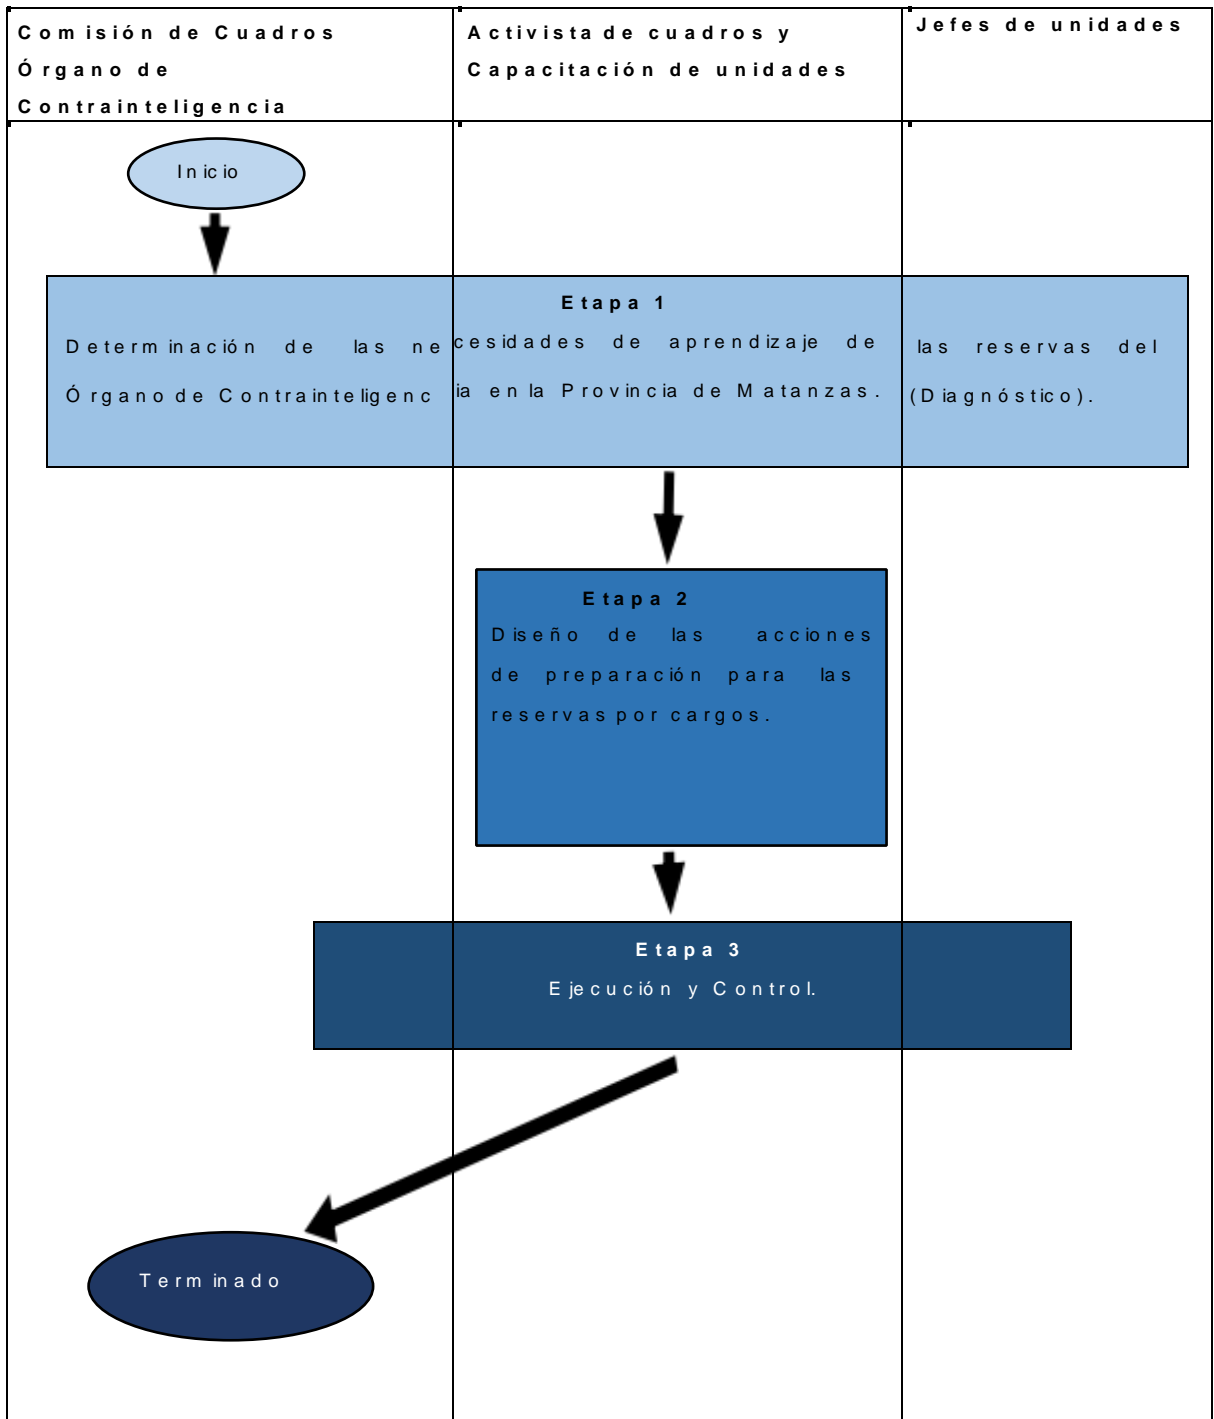 Comisión de Cuadros
Órgano de
Contrainteligencia
Activista de cuadros y
Capacitación de unidades
Jefes de unidades
Inicio
Etapa 1
Determinación de las necesidades de aprendizaje de las reservas del
Órgano de Contrainteligencia en la Provincia de Matanzas. (Diagnóstico).
Etapa 2
Diseño de las acciones
de preparación para las
reservas por cargos.
Etapa 3
Ejecución y Control.
Terminado